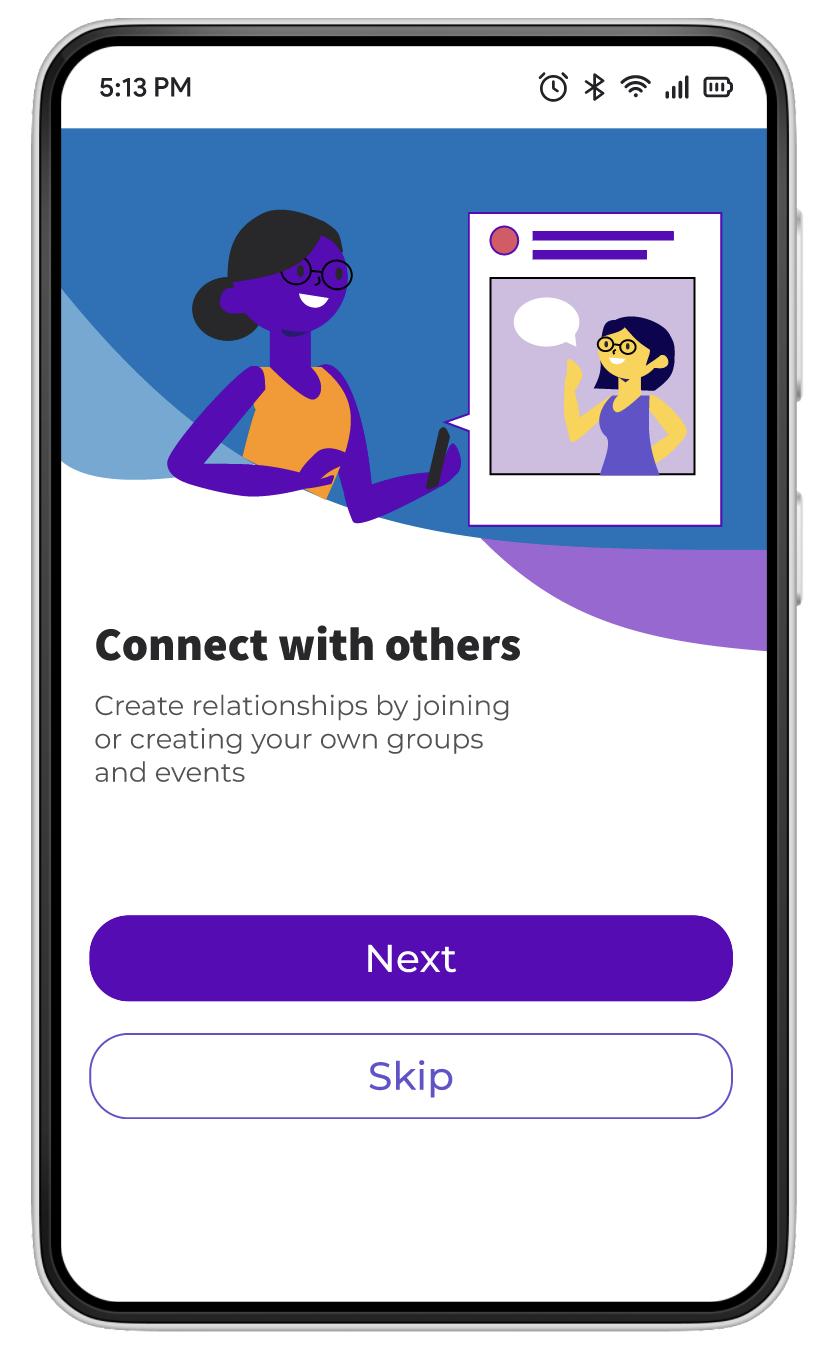 5:13 PM
Connect with others
Create relationships by joining
or creating your own groups
and events
Next
Skip